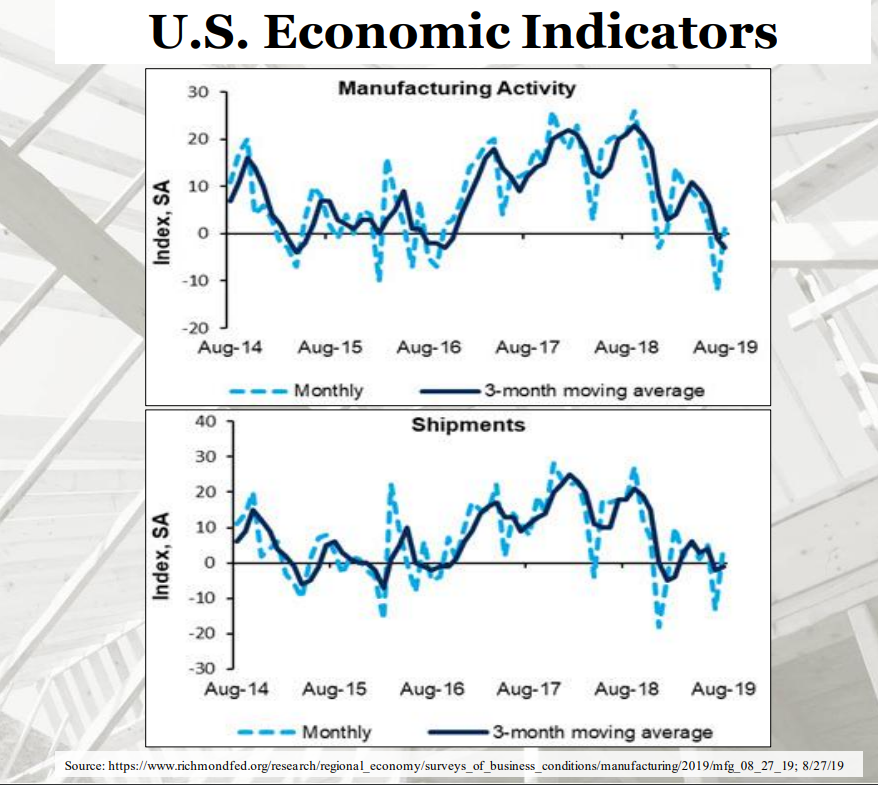 U.S. Economic Indicators
Manufacturing Activity
Index, SA
30
20
10
0
-10
-20
Aug-14 Aug-15 Aug-16 Aug-17 Aug-18 Aug-19
Monthly 3-month moving average
Shipments
Index, SA
40
30
20
10
0
-10
-20
-30
Aug-14 Aug-15 Aug-16 Aug-17 Aug-18 Aug-19
Monthly 3-month moving average
Source: https://www.richmondfed.org/research/regional_economy/surveys_of_business_conditions/manufacturing/2019/mfg_08_27_19; 8/27/19